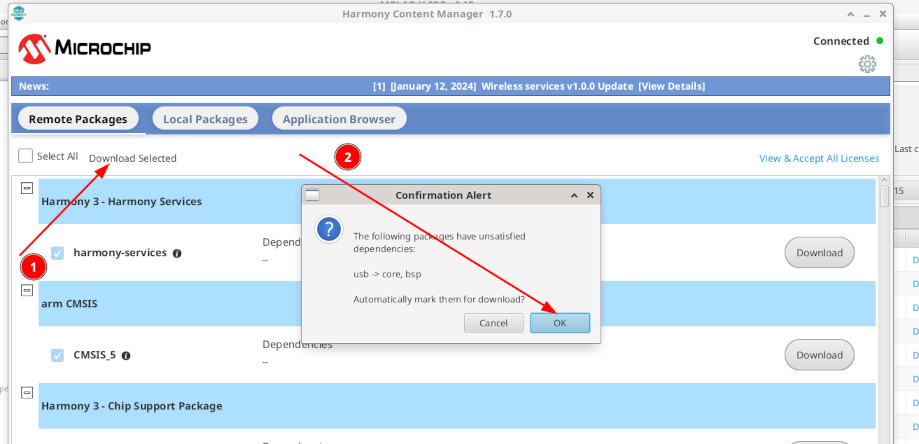 Harmony Content Manager 1.7.0
MICROCHIP
Connected
News: [1] [January 12, 2024] Wireless services v1.0.0 Update [View Details]
Remote Packages Local Packages Application Browser
Select All Download Selected View & Accept All Licenses
Last c
2
15
Harmony 3 - Harmony Services
Confirmation Alert
The following packages have unsatisfied
dependencies:
usb -> core, bsp
Automatically mark them for download?
Cancel OK
Depend
harmony-services
--
Download
1
arm CMSIS
Dependencies
CMSIS_5
--
Download
Harmony 3 - Chip Support Package